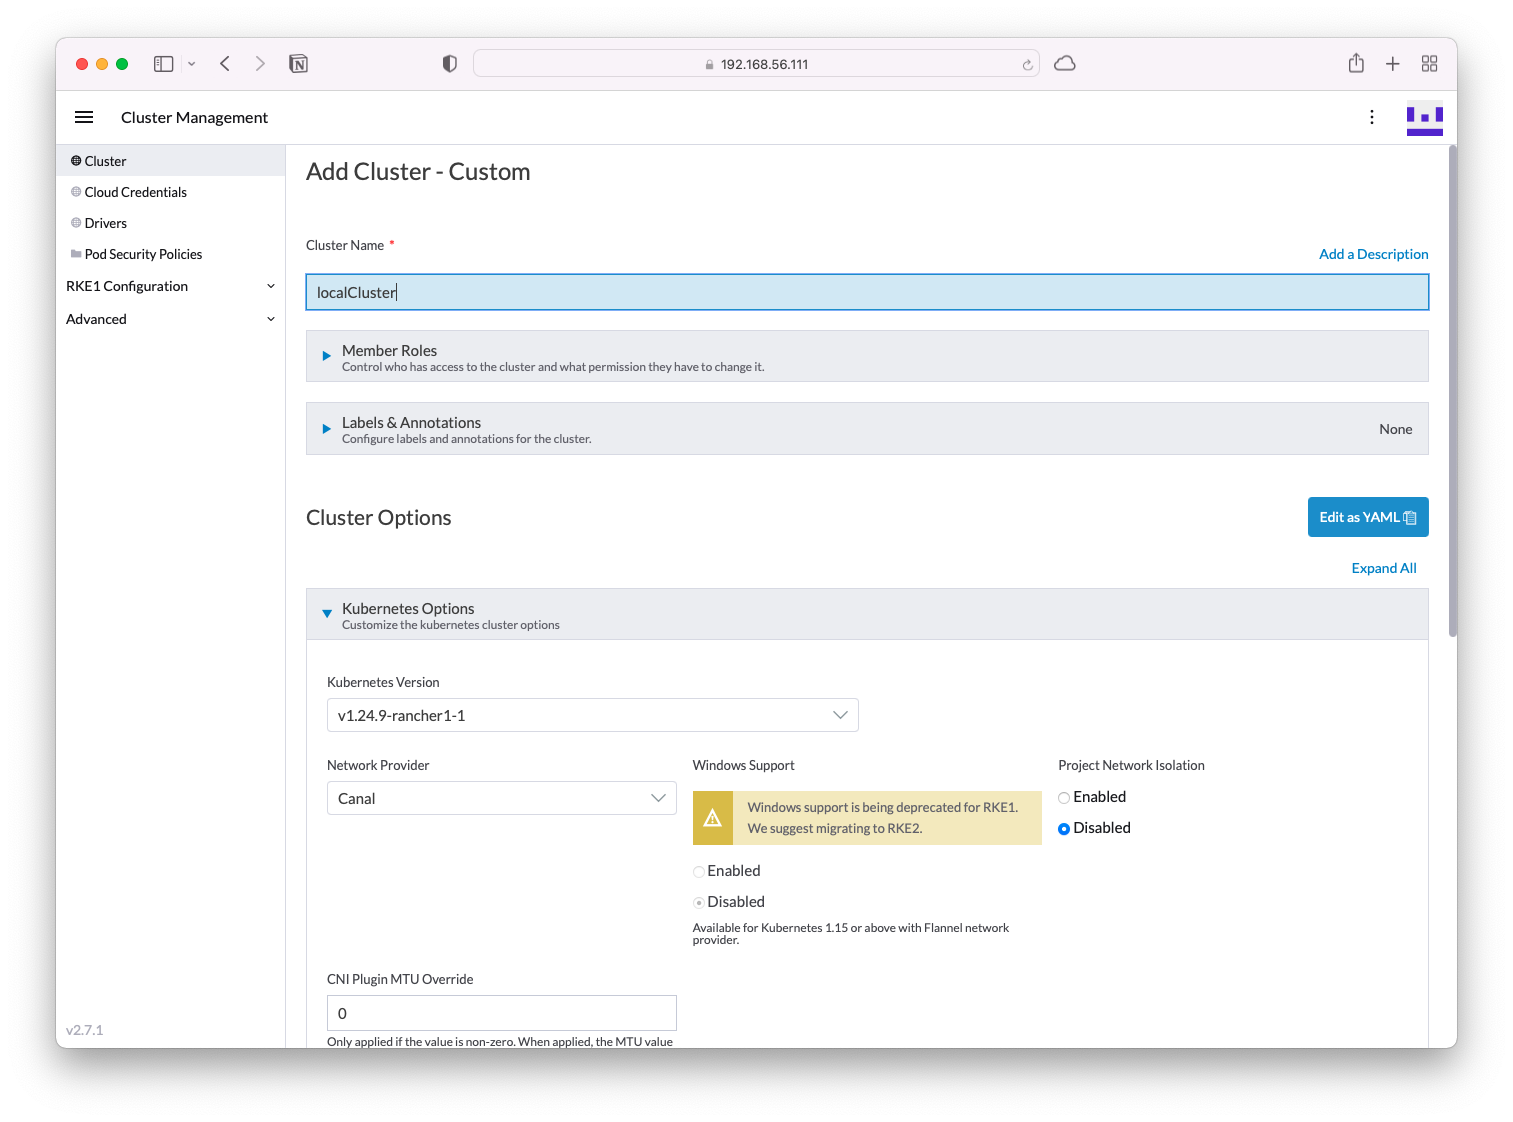 192.168.56.111
Cluster Management
Cluster
Cloud Credentials
Drivers
Pod Security Policies
RKE1 Configuration
Advanced
v2.7.1
Add Cluster - Custom
Cluster Name *
Add a Description
localCluster
Member Roles
Control who has access to the cluster and what permission they have to change it.
Labels & Annotations
Configure labels and annotations for the cluster.
None
Cluster Options
Edit as YAML
Expand All
Kubernetes Options
Customize the kubernetes cluster options
Kubernetes Version
v1.24.9-rancher1-1
Network Provider
Canal
Windows Support
Windows support is being deprecated for RKE1.
We suggest migrating to RKE2.
Enabled
Disabled
Available for Kubernetes 1.15 or above with Flannel network
provider.
Project Network Isolation
Enabled
Disabled
CNI Plugin MTU Override
0
Only applied if the value is non-zero. When applied, the MTU value